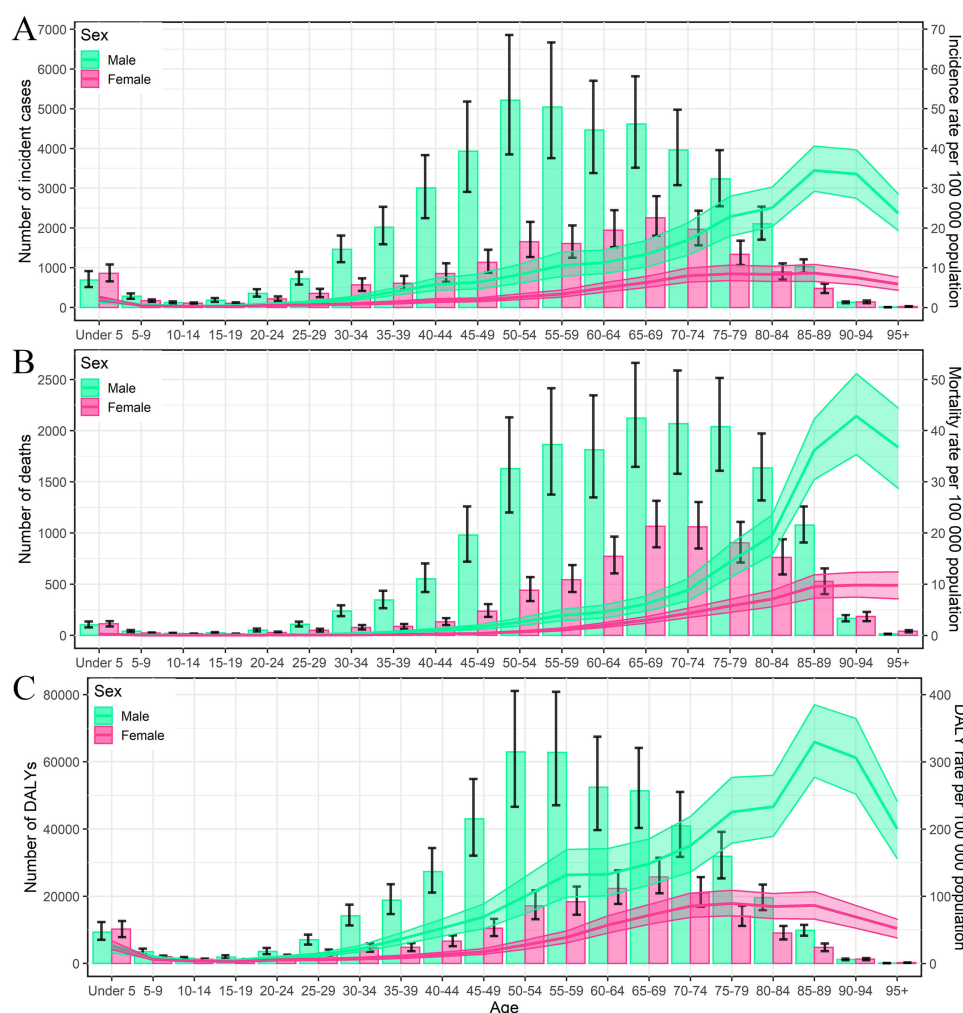 A
Sex
Male
Female
Number of incident cases
Incidence rate per 100 000 population
7000
6000
5000
4000
3000
2000
1000
0
70
60
50
40
30
20
10
0
Under 5 5-9 10-14 15-19 20-24 25-29 30-34 35-39 40-44 45-49 50-54 55-59 60-64 65-69 70-74 75-79 80-84 85-89 90-94 95+
B
Sex
Male
Female
Number of deaths
Mortality rate per 100 000 population
2500
2000
1500
1000
500
0
50
40
30
20
10
0
Under 5 5-9 10-14 15-19 20-24 25-29 30-34 35-39 40-44 45-49 50-54 55-59 60-64 65-69 70-74 75-79 80-84 85-89 90-94 95+
C
Sex
Male
Female
Number of DALYs
DALY rate per 100 000 population
80000
60000
40000
20000
0
400
300
200
100
0
Under 5 5-9 10-14 15-19 20-24 25-29 30-34 35-39 40-44 45-49 50-54 55-59 60-64 65-69 70-74 75-79 80-84 85-89 90-94 95+
Age